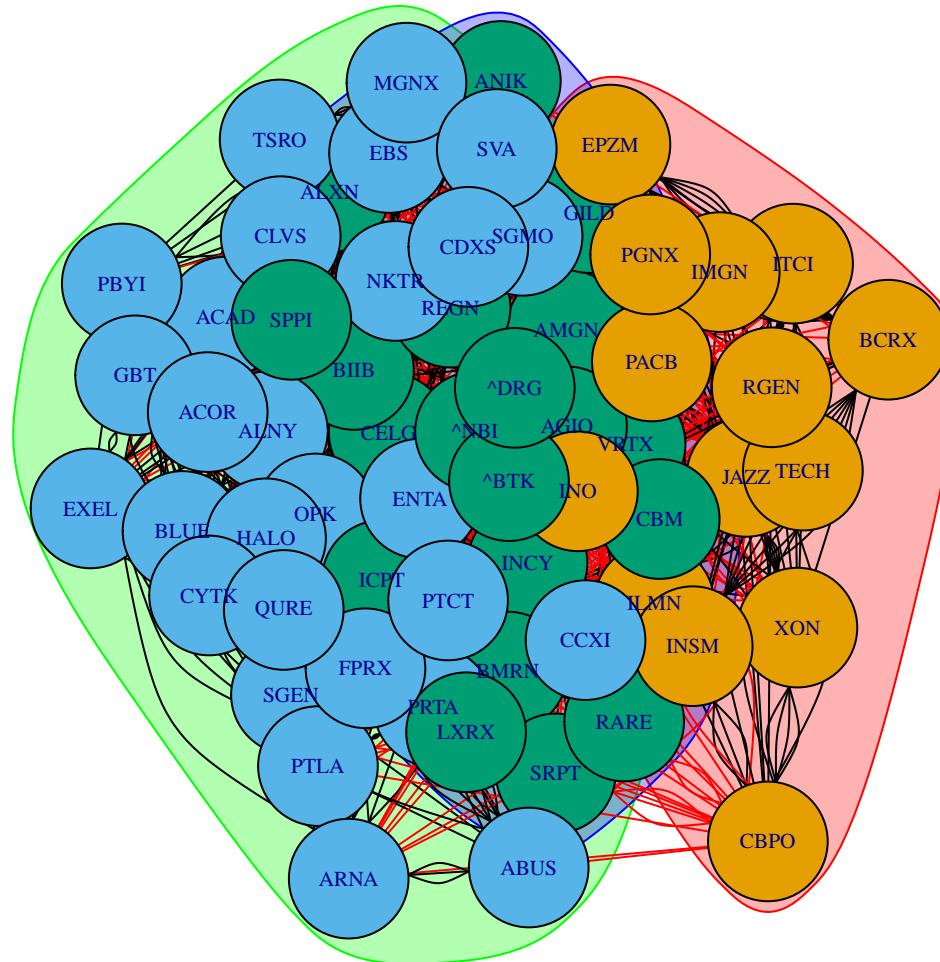 MGNX
ANIK
TSRO
EBS
SVA
EPZM
ALXN
GILD
CLVS
CDXS
SGMO
PGNX
IMGN
ITCI
PBYI
NKTR
ACAD
SPPI
REGN
AMGN
BCRX
GBT
BIIB
PACB
^DRG
RGEN
ACOR
ALNY
CELG
^NBI
AGIO
VRTX
^BTK
INO
JAZZ
TECH
EXEL
BLUE
OPK
ENTA
CBM
HALO
ICPT
INCY
CYTK
QURE
PTCT
ILMN
XON
CCXI
INSM
FPRX
BMRN
SGEN
PRTA
LXRX
RARE
PTLA
SRPT
CBPO
ARNA
ABUS